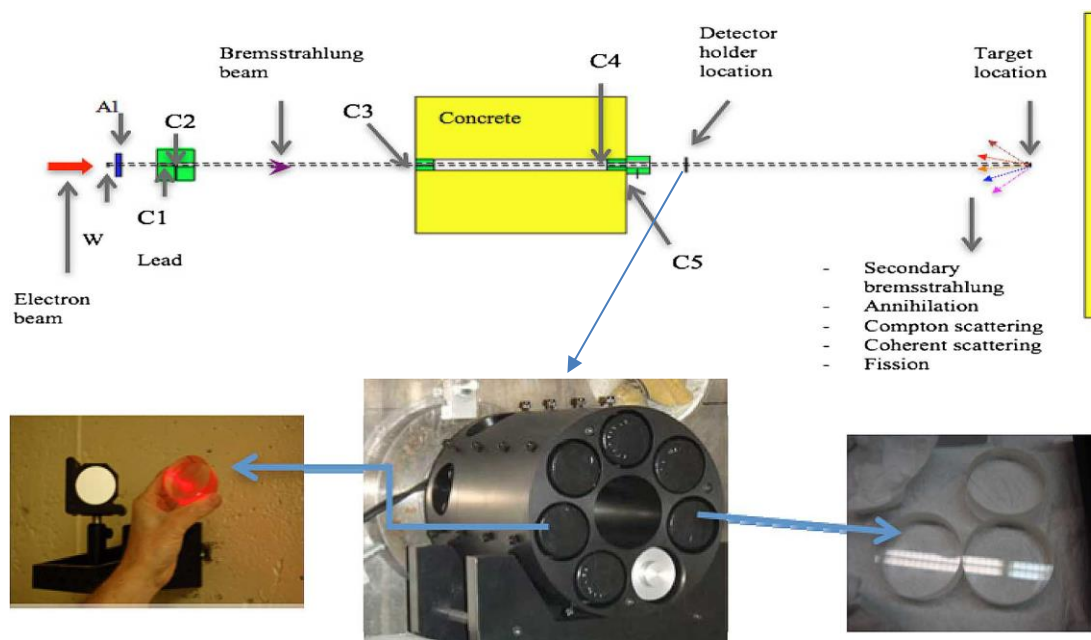 Bremsstrahlung
beam
Detector
holder
location
Target
location
C4
Al
C2
C3
Concrete
C1
W
Lead
C5
Electron
beam
- Secondary
bremsstrahlung
- Annihilation
- Compton scattering
- Coherent scattering
- Fission